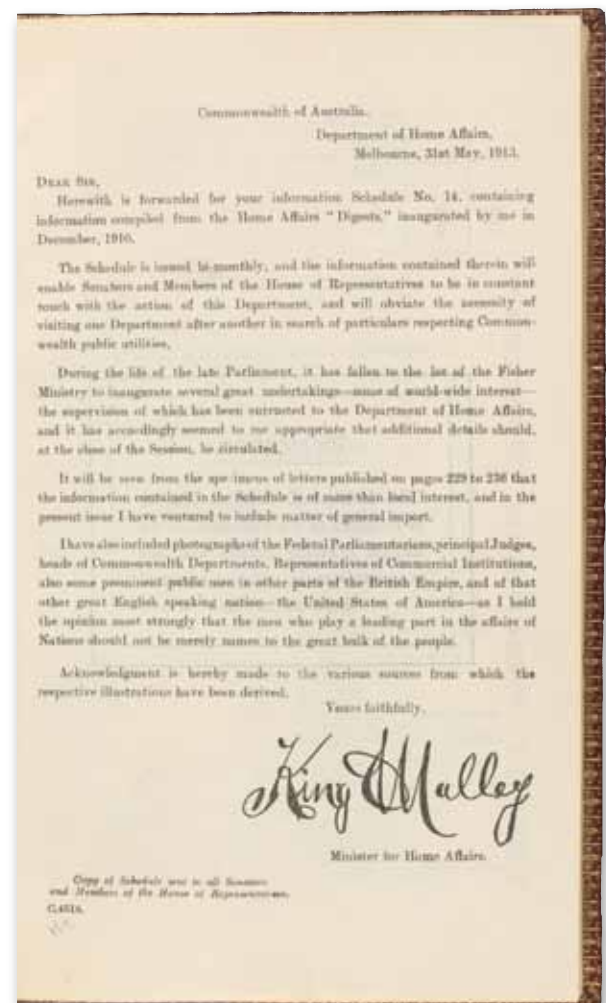 Commonwealth of Australia.
Department of Home Affairs,
Melbourne, 31st May, 1913.
DEAR SIR,
Herewith is forwarded for your information Schedule No. 14, containing
information compiled from the Home Affairs "Digests," inaugurated by me in
December, 1910.
The Schedule is issued bi-monthly, and the information contained therein will
enable Senators and Members of the House of Representatives to be in constant
touch with the action of this Department, and will obviate the necessity of
visiting one Department after another in search of particulars respecting Common-
wealth public utilities.
During the life of the late Parliament, it has fallen to the lot of the Fisher
Ministry to inaugurate several great undertakings—some of world-wide interest—
the supervision of which has been entrusted to the Department of Home Affairs,
and it has accordingly seemed to me appropriate that additional details should,
at the close of the Session, be circulated.
It will be seen from the specimens of letters published on pages 229 to 236 that
the information contained in the Schedule is of more than local interest, and in the
present issue I have ventured to include matter of general import.
I have also included photographs of the Federal Parliamentarians, principal Judges,
heads of Commonwealth Departments, Representatives of Commercial Institutions,
also some prominent public men in other parts of the British Empire, and of that
other great English speaking nation—the United States of America—as I hold
the opinion most strongly that the men who play a leading part in the affairs of
Nations should not be merely names to the great bulk of the people.
Acknowledgment is hereby made to the various sources from which the
respective illustrations have been derived.
Yours faithfully,
King O'Malley
Minister for Home Affairs.
Copy of Schedule sent to all Senators
and Members of the House of Representatives.